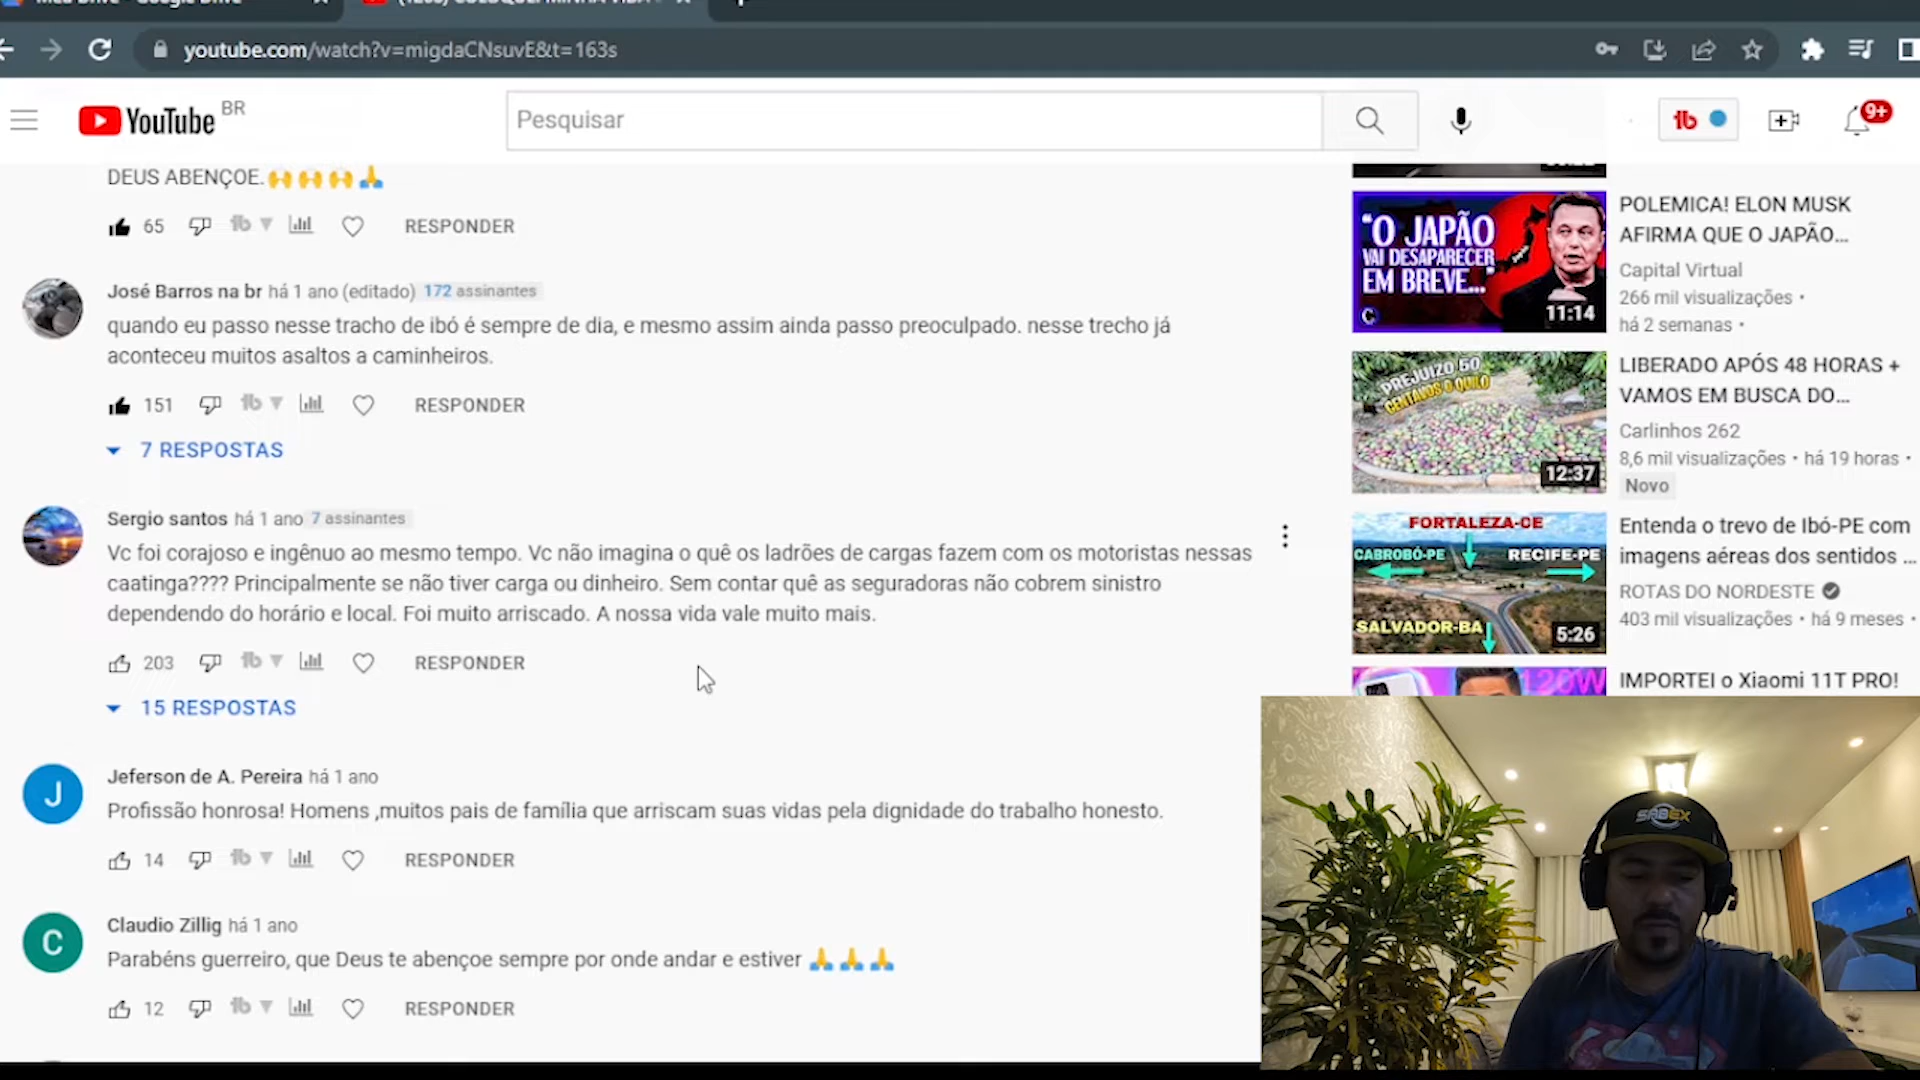 Meu Drive - Google Drive
youtube.com/watch?v=migdaCNsuvE&t=163s
YouTube BR
Pesquisar
9+
DEUS ABENÇOE.🙌🙌🙌🙏
65
RESPONDER
José Barros na br há 1 ano (editado) 172 assinantes
quando eu passo nesse tracho de ibó é sempre de dia, e mesmo assim ainda passo preoculpado. nesse trecho já
aconteceu muitos asaltos a caminheiros.
151
RESPONDER
7 RESPOSTAS
Sergio santos há 1 ano 7 assinantes
Vc foi corajoso e ingênuo ao mesmo tempo. Vc não imagina o quê os ladrões de cargas fazem com os motoristas nessas
caatinga???? Principalmente se não tiver carga ou dinheiro. Sem contar quê as seguradoras não cobrem sinistro
dependendo do horário e local. Foi muito arriscado. A nossa vida vale muito mais.
203
RESPONDER
15 RESPOSTAS
J
Jeferson de A. Pereira há 1 ano
Profissão honrosa! Homens ,muitos pais de família que arriscam suas vidas pela dignidade do trabalho honesto.
14
RESPONDER
C
Claudio Zillig há 1 ano
Parabéns guerreiro, que Deus te abençoe sempre por onde andar e estiver 🙏🙏🙏
12
RESPONDER
"O JAPÃO
VAI DESAPARECER
EM BREVE..."
11:14
POLEMICA! ELON MUSK
AFIRMA QUE O JAPÃO...
Capital Virtual
266 mil visualizações •
há 2 semanas •
PREJUIZO 50
CENTAVOS O QUILO
12:37
LIBERADO APÓS 48 HORAS +
VAMOS EM BUSCA DO...
Carlinhos 262
8,6 mil visualizações • há 19 horas •
Novo
FORTALEZA-CE
CABROBÓ-PE
RECIFE-PE
SALVADOR-BA
5:26
Entenda o trevo de Ibó-PE com
imagens aéreas dos sentidos ...
ROTAS DO NORDESTE
403 mil visualizações • há 9 meses •
120W
IMPORTEI o Xiaomi 11T PRO!
SABEX